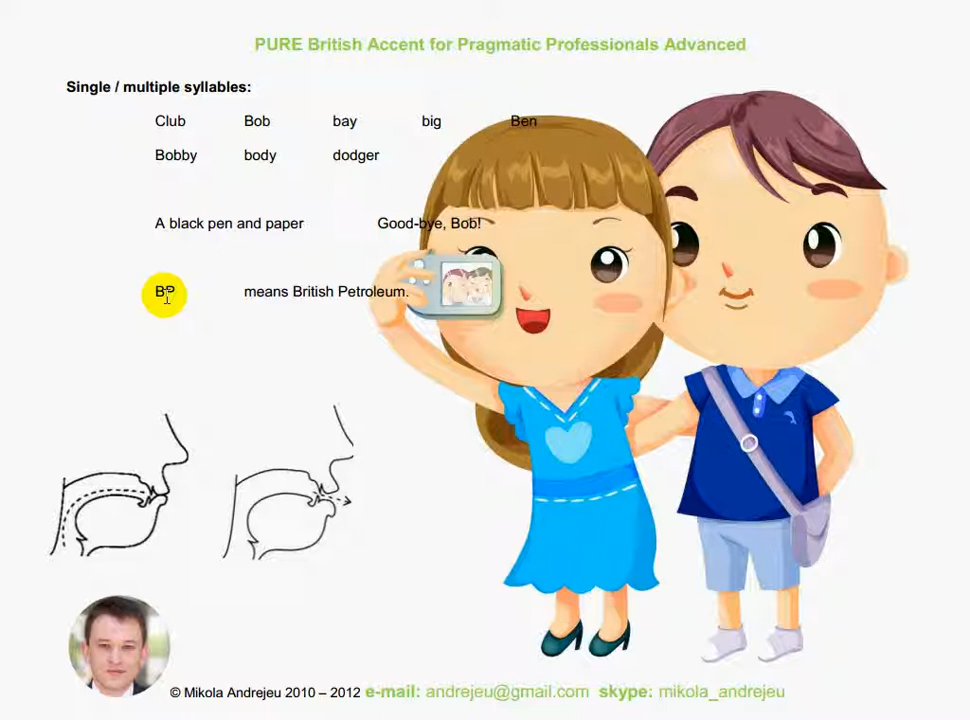 PURE British Accent for Pragmatic Professionals Advanced
Single / multiple syllables:
Club Bob bay big Ben
Bobby body dodger
A black pen and paper Good-bye, Bob!
BP means British Petroleum.
© Mikola Andrejeu 2010 – 2012 e-mail: andrejeu@gmail.com skype: mikola_andrejeu